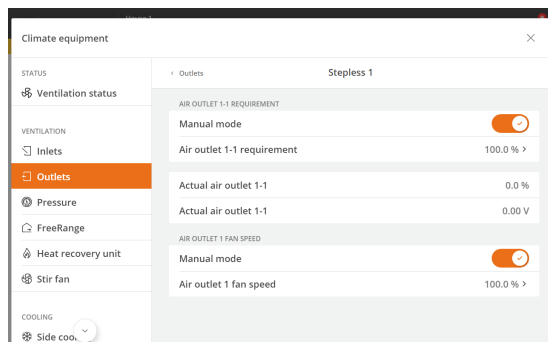 Climate equipment
STATUS
Ventilation status
VENTILATION
Inlets
Outlets
Pressure
FreeRange
Heat recovery unit
Stir fan
COOLING
Side
‹ Outlets
Stepless 1
AIR OUTLET 1-1 REQUIREMENT
Manual mode
Air outlet 1-1 requirement 100.0 % ›
Actual air outlet 1-1 0.0 %
Actual air outlet 1-1 0.00 V
AIR OUTLET 1 FAN SPEED
Manual mode
Air outlet 1 fan speed 100.0 % ›